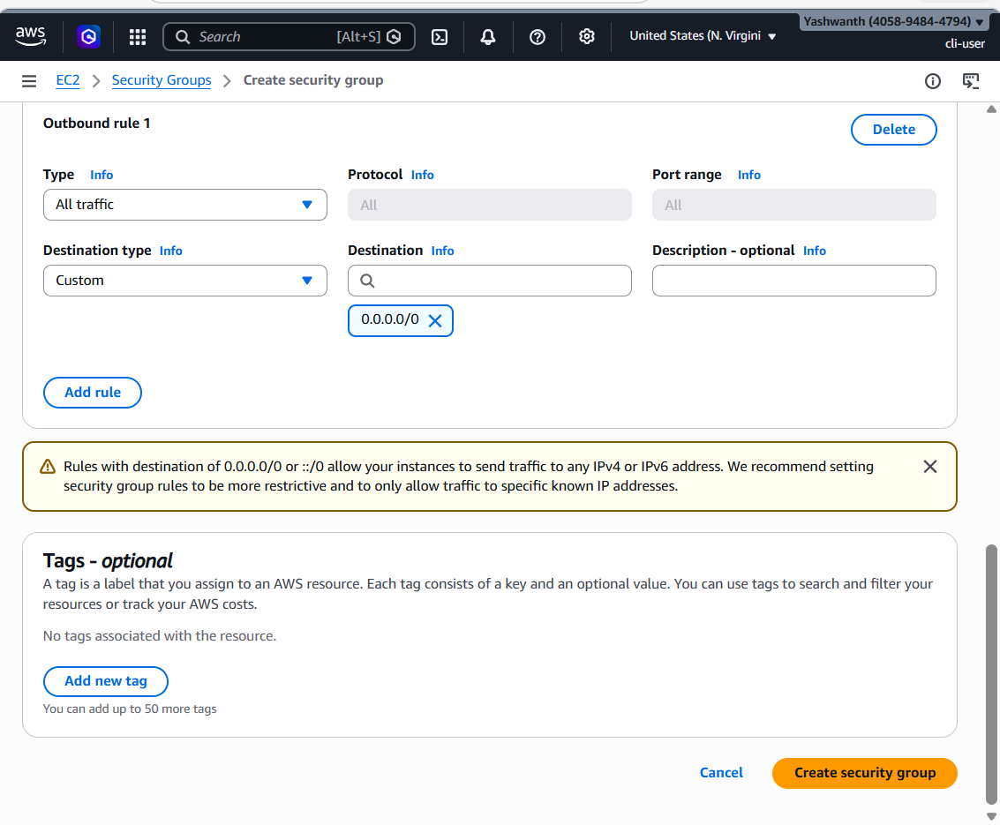 aws
Search [Alt+S]
United States (N. Virgini
Yashwanth (4058-9484-4794)
cli-user
EC2 Security Groups Create security group
Outbound rule 1
Delete
Type Info Protocol Info Port range Info
All traffic All All
Destination type Info Destination Info Description - optional Info
Custom
0.0.0.0/0
Add rule
Rules with destination of 0.0.0.0/0 or ::/0 allow your instances to send traffic to any IPv4 or IPv6 address. We recommend setting
security group rules to be more restrictive and to only allow traffic to specific known IP addresses.
Tags - optional
A tag is a label that you assign to an AWS resource. Each tag consists of a key and an optional value. You can use tags to search and filter your
resources or track your AWS costs.
No tags associated with the resource.
Add new tag
You can add up to 50 more tags
Cancel Create security group